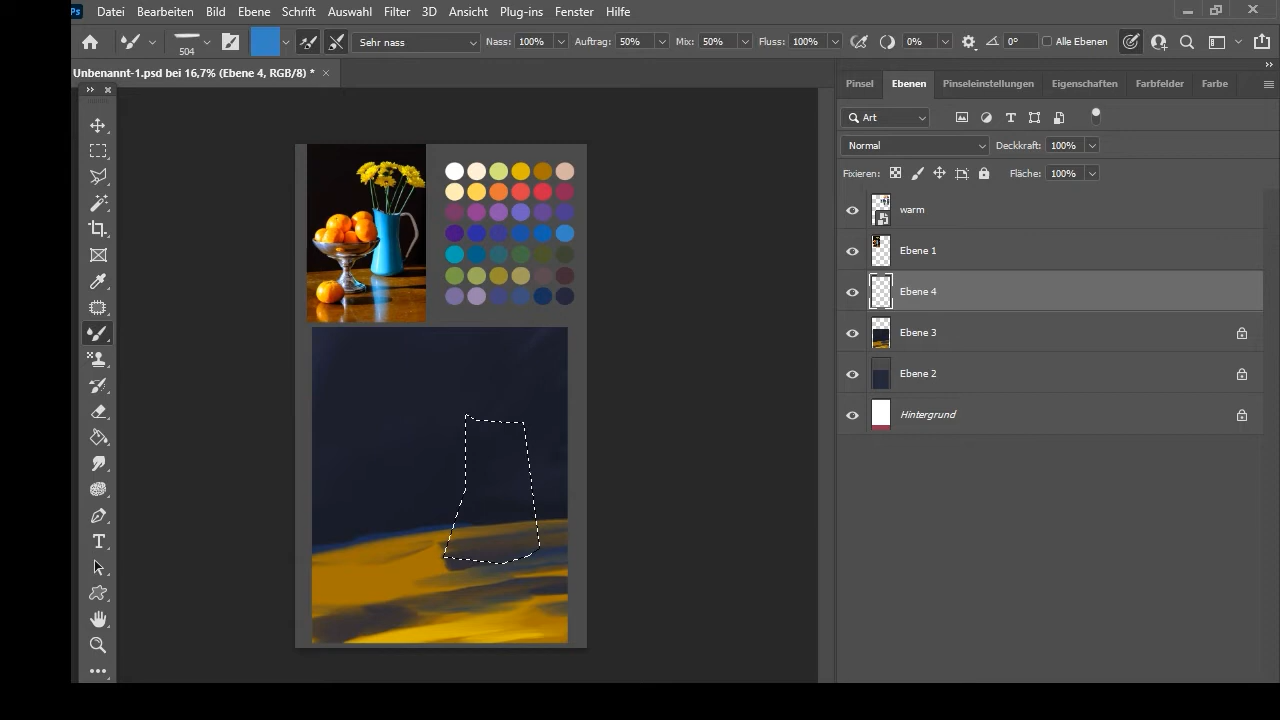 Ps Datei Bearbeiten Bild Ebene Schrift Auswahl Filter 3D Ansicht Plug-ins Fenster Hilfe
504 Sehr nass Nass: 100% Auftrag: 50% Mix: 50% Fluss: 100% 0% 0° Alle Ebenen
Unbenannt-1.psd bei 16,7% (Ebene 4, RGB/8) *
Pinsel Ebenen Pinseleinstellungen Eigenschaften Farbfelder Farbe
Art
Normal Deckkraft: 100%
Fixieren: Fläche: 100%
warm
Ebene 1
Ebene 4
Ebene 3
Ebene 2
Hintergrund